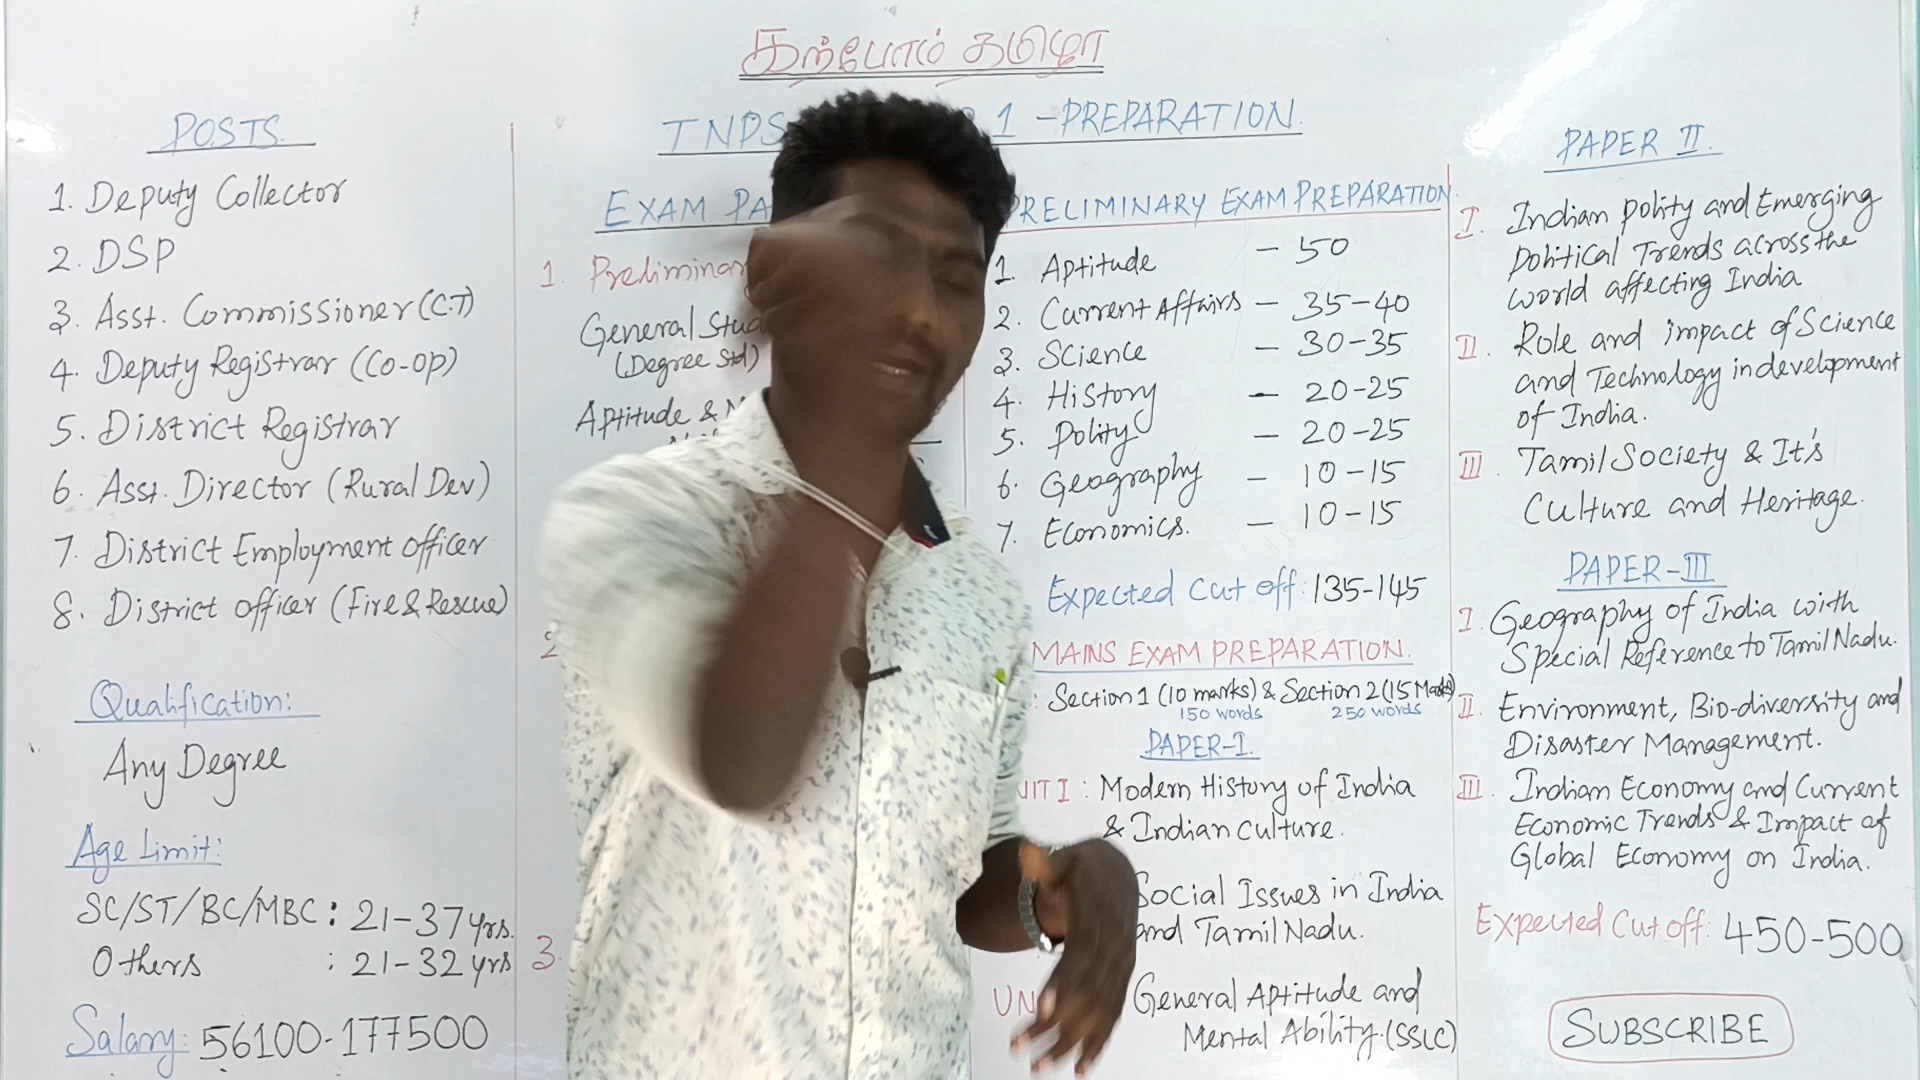 கற்போம் தமிழா
TNPS 1 - PREPARATION.
POSTS.
1. Deputy Collector
2. DSP
3. Asst. Commissioner (C.T)
4. Deputy Registrar (Co-op)
5. District Registrar
6. Asst. Director (Rural Dev)
7. District Employment officer
8. District officer (Fire & Rescue)
Qualification:
Any Degree
Age Limit:
SC/ST/BC/MBC : 21-37 yrs.
Others : 21-32 yrs
Salary: 56100-177500
EXAM PA
1. Preliminar
General Stud
(Degree Std)
Aptitude & M
2
3.
PRELIMINARY EXAM PREPARATION
1. Aptitude - 50
2. Current Affairs - 35-40
3. Science - 30-35
4. History - 20-25
5. Polity - 20-25
6. Geography - 10-15
7. Economics. - 10-15
Expected Cut off: 135-145
MAINS EXAM PREPARATION.
: Section 1 (10 marks) & Section 2 (15 Marks)
150 words 250 words
PAPER-I.
NIT I : Modern History of India
& Indian Culture.
Social Issues in India
and Tamil Nadu.
UN General Aptitude and
Mental Ability. (SSLC)
PAPER II.
I. Indian Polity and Emerging
Political Trends across the
world affecting India
II. Role and impact of Science
and Technology in development
of India.
III. Tamil Society & It's
Culture and Heritage.
PAPER-III
I. Geography of India with
Special Reference to Tamil Nadu.
II. Environment, Bio-diversity and
Disaster Management.
III. Indian Economy and Current
Economic Trends & Impact of
Global Economy on India.
Expected Cut off: 450-500
SUBSCRIBE